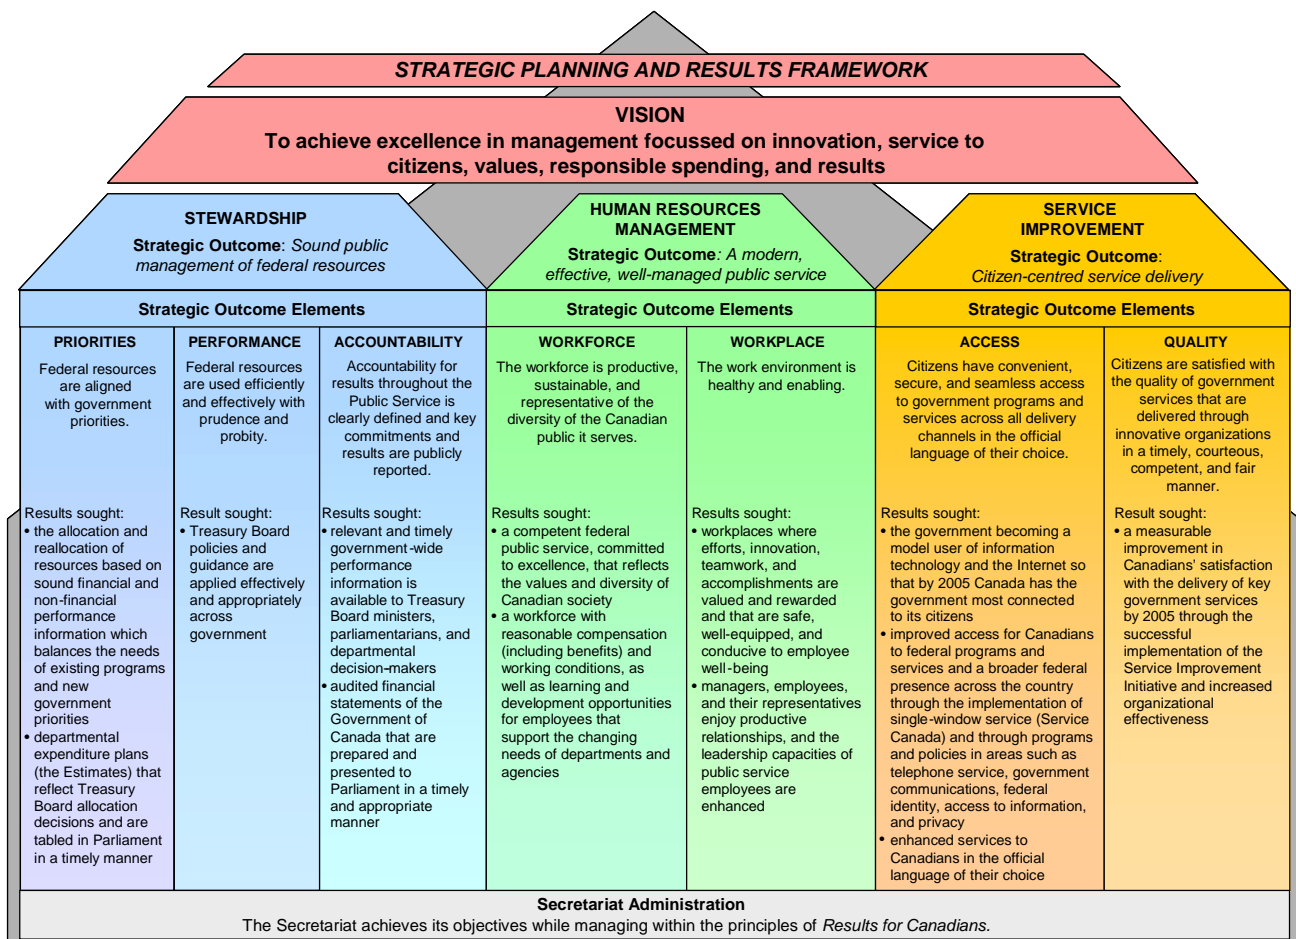 STRATEGIC PLANNING AND RESULTS FRAMEWORK
VISION
To achieve excellence in management focussed on innovation, service to
citizens, values, responsible spending, and results
STEWARDSHIP
Strategic Outcome: Sound public
management of federal resources
HUMAN RESOURCES
MANAGEMENT
Strategic Outcome: A modern,
effective, well-managed public service
SERVICE
IMPROVEMENT
Strategic Outcome:
Citizen-centred service delivery
Strategic Outcome Elements
Strategic Outcome Elements
Strategic Outcome Elements
PRIORITIES
Federal resources
are aligned
with government
priorities.
Results sought:
• the allocation and
reallocation of
resources based on
sound financial and
non-financial
performance
information which
balances the needs
of existing programs
and new
government
priorities
• departmental
expenditure plans
(the Estimates) that
reflect Treasury
Board allocation
decisions and are
tabled in Parliament
in a timely manner
PERFORMANCE
Federal resources
are used efficiently
and effectively with
prudence and
probity.
Result sought:
• Treasury Board
policies and
guidance are
applied effectively
and appropriately
across
government
ACCOUNTABILITY
Accountability for
results throughout the
Public Service is
clearly defined and key
commitments and
results are publicly
reported.
Results sought:
• relevant and timely
government-wide
performance
information is
available to Treasury
Board ministers,
parliamentarians, and
departmental
decision-makers
• audited financial
statements of the
Government of
Canada that are
prepared and
presented to
Parliament in a timely
and appropriate
manner
WORKFORCE
The workforce is productive,
sustainable, and
representative of the
diversity of the Canadian
public it serves.
Results sought:
• a competent federal
public service, committed
to excellence, that reflects
the values and diversity of
Canadian society
• a workforce with
reasonable compensation
(including benefits) and
working conditions, as
well as learning and
development opportunities
for employees that
support the changing
needs of departments and
agencies
WORKPLACE
The work environment is
healthy and enabling.
Results sought:
• workplaces where
efforts, innovation,
teamwork, and
accomplishments are
valued and rewarded
and that are safe,
well-equipped, and
conducive to employee
well-being
• managers, employees,
and their representatives
enjoy productive
relationships, and the
leadership capacities of
public service
employees are
enhanced
ACCESS
Citizens have convenient,
secure, and seamless access
to government programs and
services across all delivery
channels in the official
language of their choice.
Results sought:
• the government becoming a
model user of information
technology and the Internet so
that by 2005 Canada has the
government most connected
to its citizens
• improved access for Canadians
to federal programs and
services and a broader federal
presence across the country
through the implementation of
single-window service (Service
Canada) and through programs
and policies in areas such as
telephone service, government
communications, federal
identity, access to information,
and privacy
• enhanced services to
Canadians in the official
language of their choice
QUALITY
Citizens are satisfied with
the quality of government
services that are
delivered through
innovative organizations
in a timely, courteous,
competent, and fair
manner.
Result sought:
• a measurable
improvement in
Canadians' satisfaction
with the delivery of key
government services
by 2005 through the
successful
implementation of the
Service Improvement
Initiative and increased
organizational
effectiveness
Secretariat Administration
The Secretariat achieves its objectives while managing within the principles of Results for Canadians.